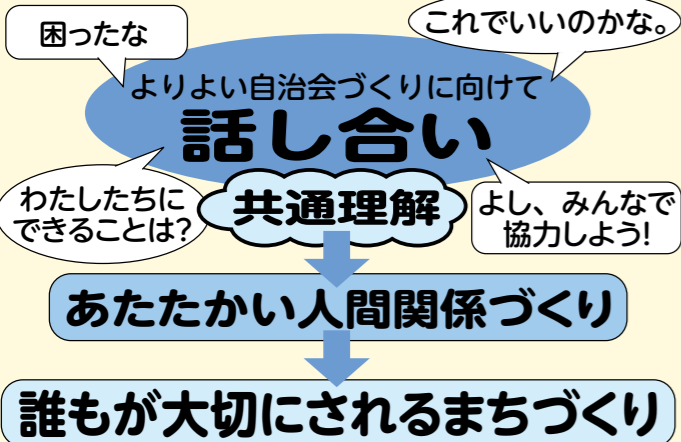 困ったな
これでいいのかな。
よりよい自治会づくりに向けて
話し合い
わたしたちに
できることは?
共通理解
よし、みんなで
協力しよう!
あたたかい人間関係づくり
誰もが大切にされるまちづくり